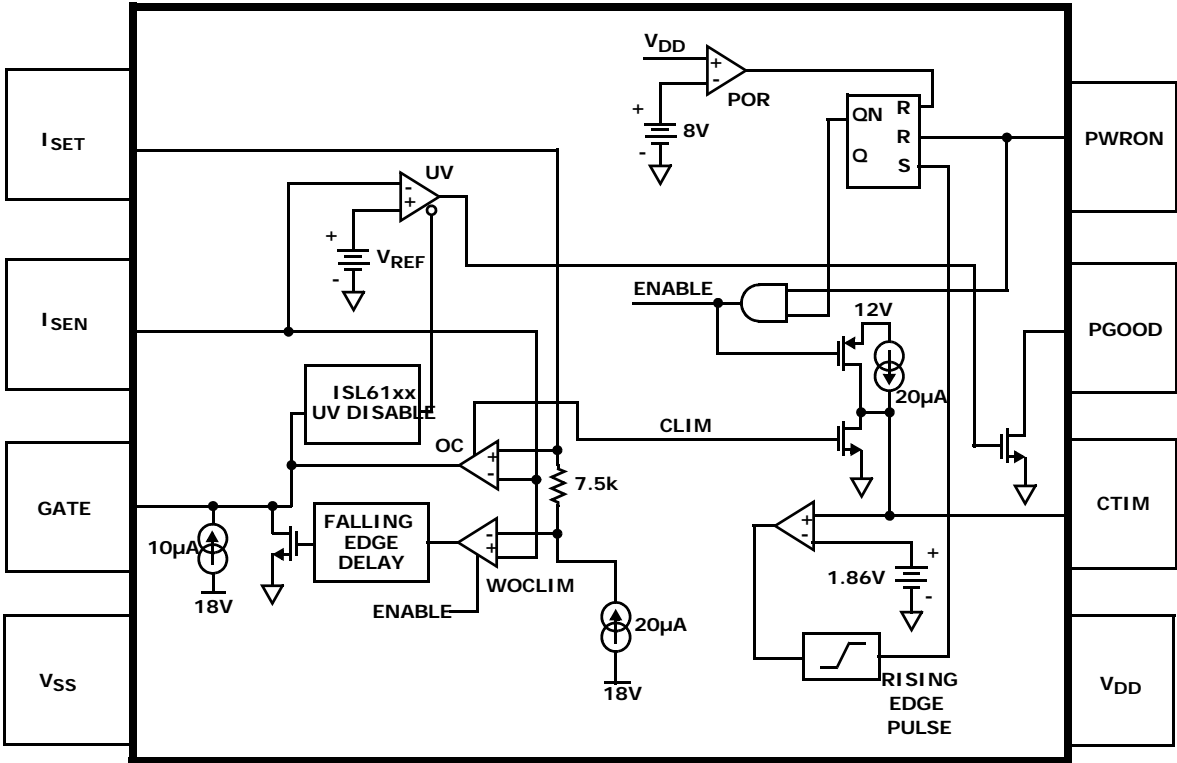 ISET
ISEN
GATE
VSS
VDD
+
-
POR
+
8V
-
QN
R
R
Q
S
UV
-
+
+
VREF
-
ISL61xx
UV DISABLE
ENABLE
12V
20µA
CLIM
OC
+
-
7.5k
FALLING
EDGE
DELAY
-
+
WOCLIM
ENABLE
10µA
18V
20µA
18V
+
-
1.86V
+
-
RISING
EDGE
PULSE
PWRON
PGOOD
CTIM
VDD